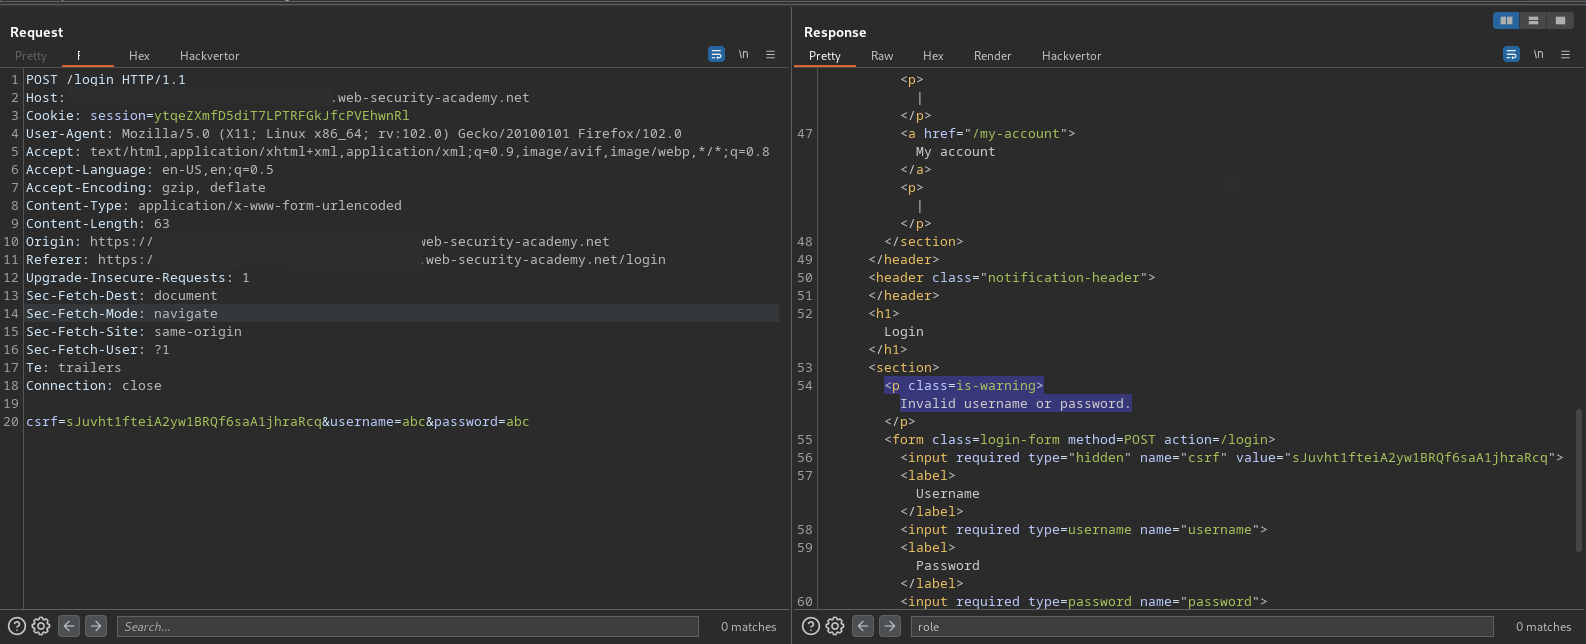 Request
Pretty
Hex
Hackvertor
\n
1 POST /login HTTP/1.1
2 Host: .web-security-academy.net
3 Cookie: session=ytqeZXmfD5diT7LPTRFGkJfcPVEhwnRl
4 User-Agent: Mozilla/5.0 (X11; Linux x86_64; rv:102.0) Gecko/20100101 Firefox/102.0
5 Accept: text/html,application/xhtml+xml,application/xml;q=0.9,image/avif,image/webp,*/*;q=0.8
6 Accept-Language: en-US,en;q=0.5
7 Accept-Encoding: gzip, deflate
8 Content-Type: application/x-www-form-urlencoded
9 Content-Length: 63
10 Origin: https:// web-security-academy.net
11 Referer: https:/ .web-security-academy.net/login
12 Upgrade-Insecure-Requests: 1
13 Sec-Fetch-Dest: document
14 Sec-Fetch-Mode: navigate
15 Sec-Fetch-Site: same-origin
16 Sec-Fetch-User: ?1
17 Te: trailers
18 Connection: close
19
20 csrf=sJuvht1fteiA2yw1BRQf6saA1jhraRcq&username=abc&password=abc
Search...
0 matches
Response
Pretty
Raw
Hex
Render
Hackvertor
\n
<p>
|
</p>
47 <a href="/my-account">
My account
</a>
<p>
|
</p>
48 </section>
49 </header>
50 <header class="notification-header">
51 </header>
52 <h1>
Login
</h1>
53 <section>
54 <p class=is-warning>
Invalid username or password.
</p>
55 <form class=login-form method=POST action=/login>
56 <input required type="hidden" name="csrf" value="sJuvht1fteiA2yw1BRQf6saA1jhraRcq">
57 <label>
Username
</label>
58 <input required type=username name="username">
59 <label>
Password
</label>
60 <input required type=password name="password">
role
0 matches